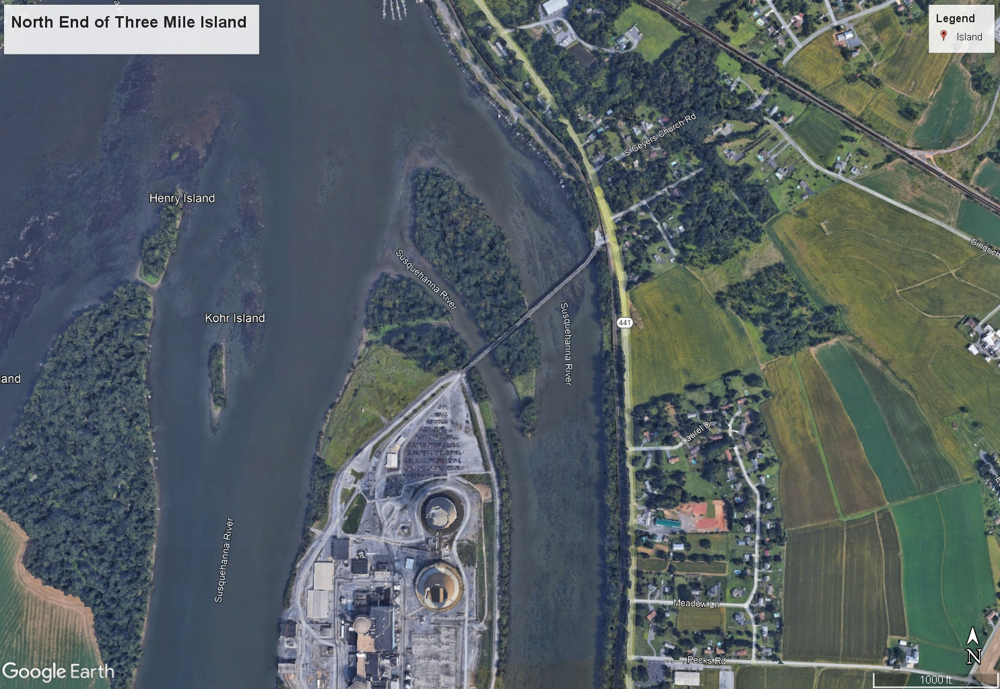 North End of Three Mile Island
Legend
Island
S Geyers Church Rd
Henry Island
Gingrich
Susquehanna River
Kohr Island
441
Susquehanna River
land
Laurel Dr
Susquehanna River
Meadow Ln
Pecks Rd
N
Google Earth
1000 ft